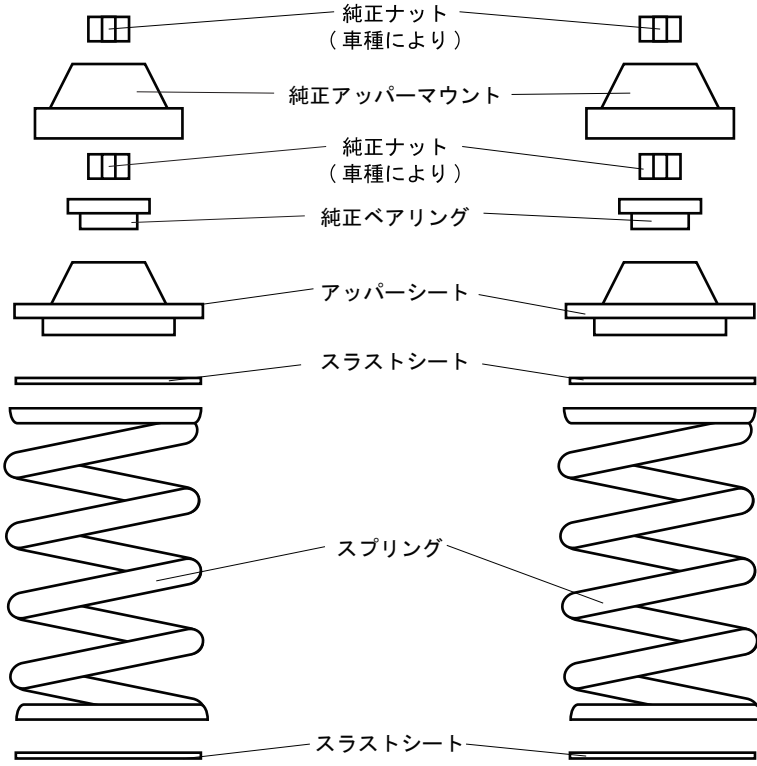 純正ナット
（車種により）
純正アッパーマウント
純正ナット
（車種により）
純正ベアリング
アッパーシート
スラストシート
スプリング
スラストシート